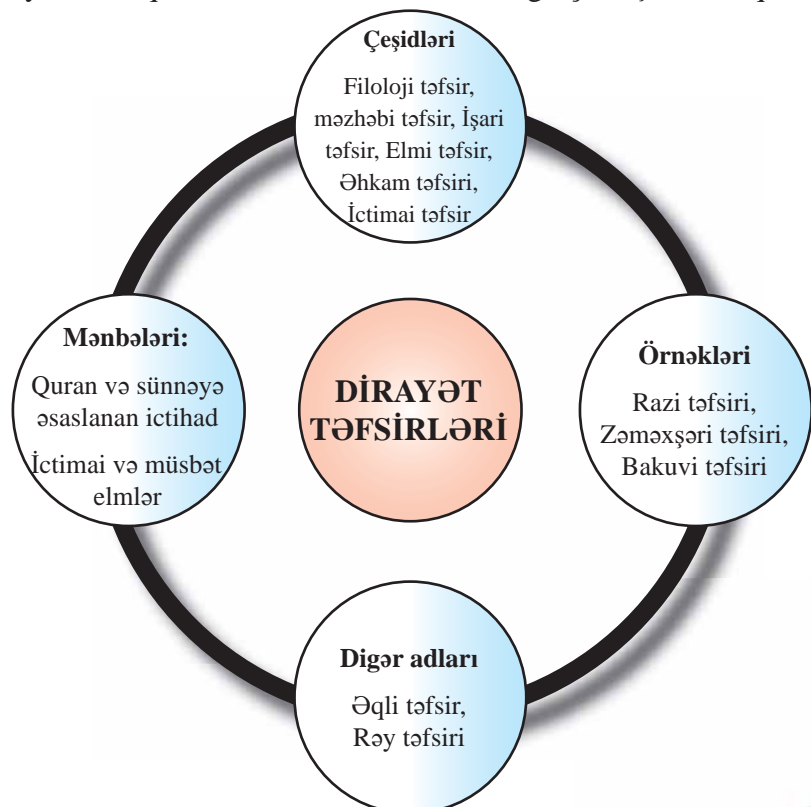 Çeşidləri
Filoloji təfsir,
məzhəbi təfsir, İşari
təfsir, Elmi təfsir,
Əhkam təfsiri,
İctimai təfsir
Mənbələri:
Quran və sünnəyə
əsaslanan ictihad
İctimai və müsbət
elmlər
DİRAYƏT
TƏFSİRLƏRİ
Örnəkləri
Razi təfsiri,
Zəməxşəri təfsiri,
Bakuvi təfsiri
Digər adları
Əqli təfsir,
Rəy təfsiri